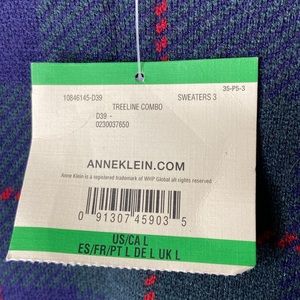 35-P5-3
10846145-D39 SWEATERS 3
TREELINE COMBO
D39 -
0230037650
ANNEKLEIN.COM
Anne Klein is a registered trademark of WHP Global all rights reserved.
0 91307 45903 5
US/CA L
ES/FR/PT L DE L UK L